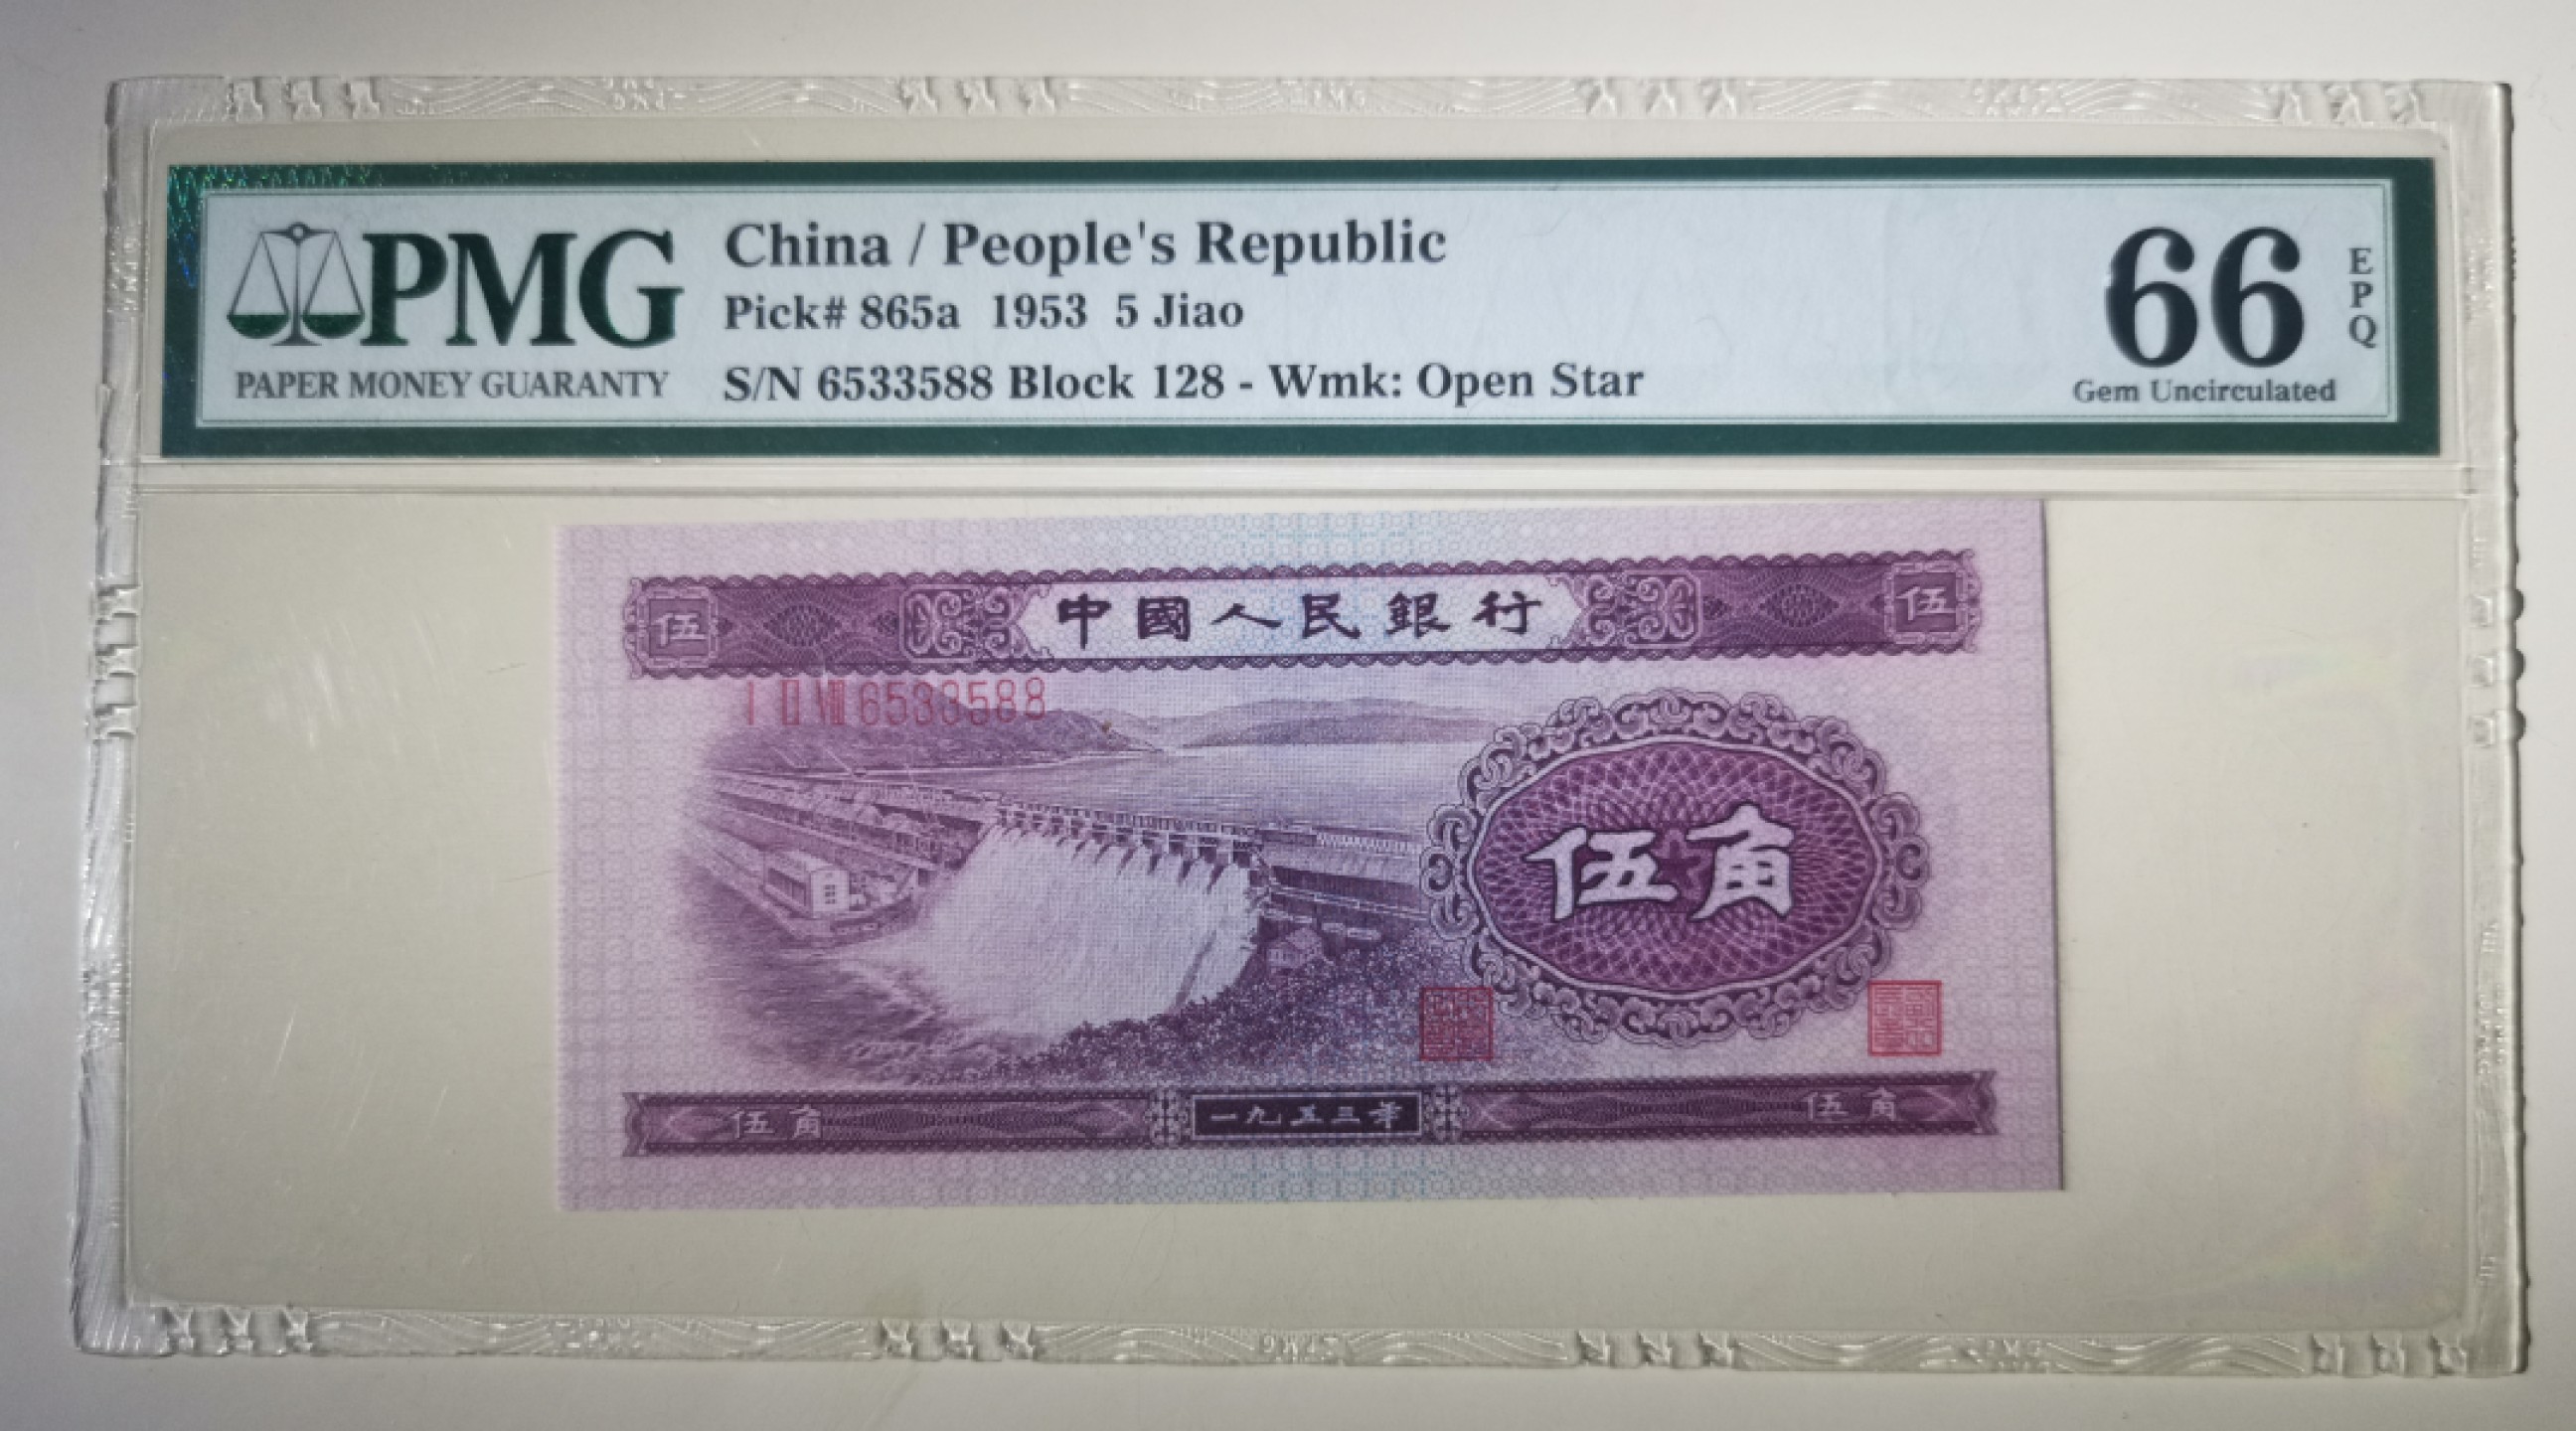 PMG
PAPER MONEY GUARANTY
China / People's Republic
Pick# 865a 1953 5 Jiao
S/N 6533588 Block 128 - Wmk: Open Star
66
EPQ
Gem Uncirculated
伍 中國人民銀行 伍
I II VIII 6533588
伍角
伍角 一九五三年 伍角